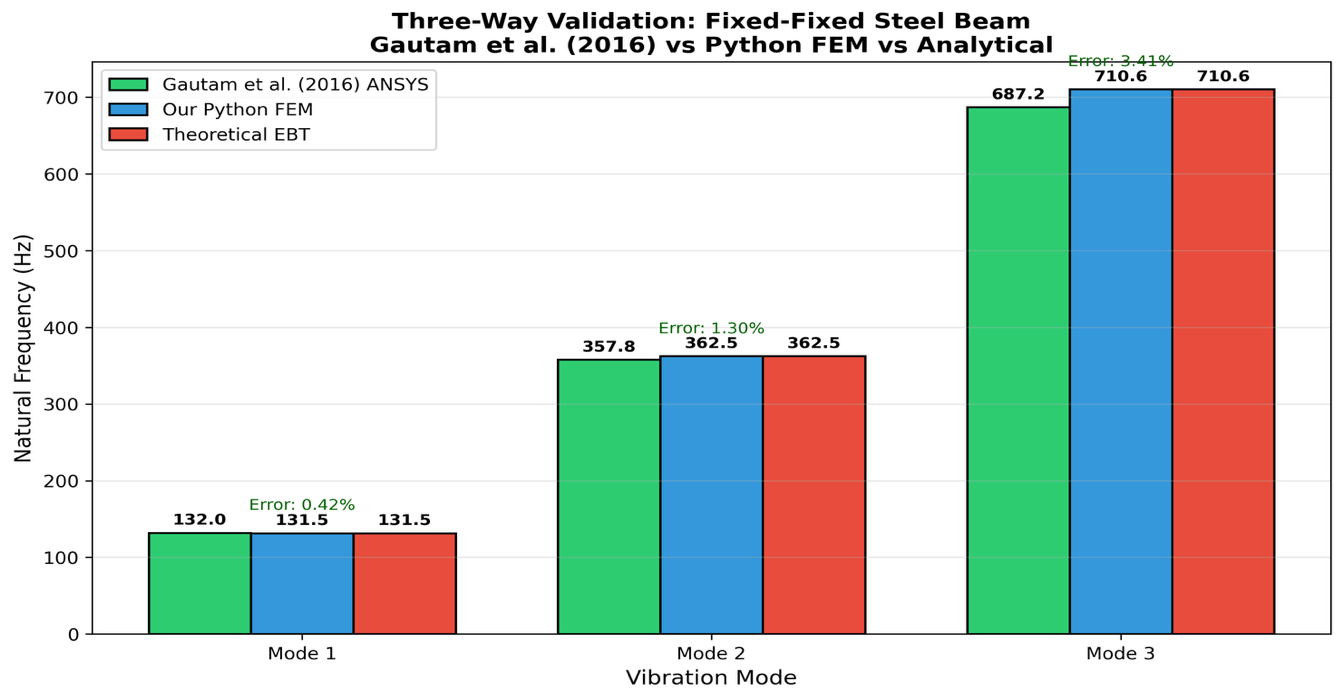 Three-Way Validation: Fixed-Fixed Steel Beam
Gautam et al. (2016) vs Python FEM vs Analytical
Gautam et al. (2016) ANSYS
Our Python FEM
Theoretical EBT
Natural Frequency (Hz)
700
600
500
400
300
200
100
0
Error: 0.42%
132.0 131.5 131.5
Error: 1.30%
357.8 362.5 362.5
Error: 3.41%
687.2 710.6 710.6
Mode 1 Mode 2 Mode 3
Vibration Mode